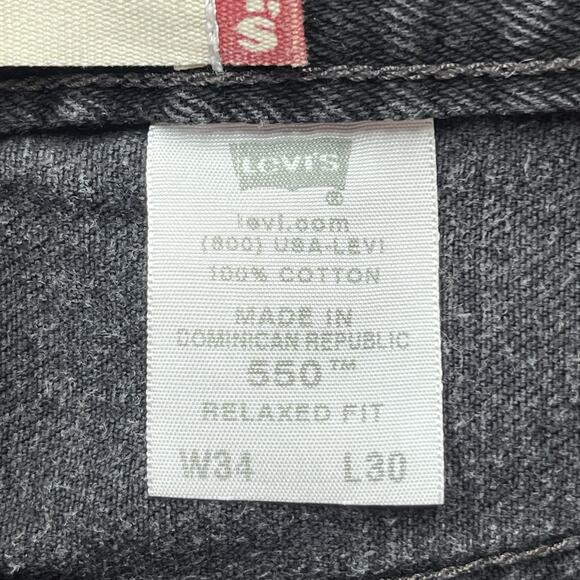 's
LEVI'S
®
levi.com
(800) USA-LEVI
100% COTTON
MADE IN
DOMINICAN REPUBLIC
550™
RELAXED FIT
W34 L30